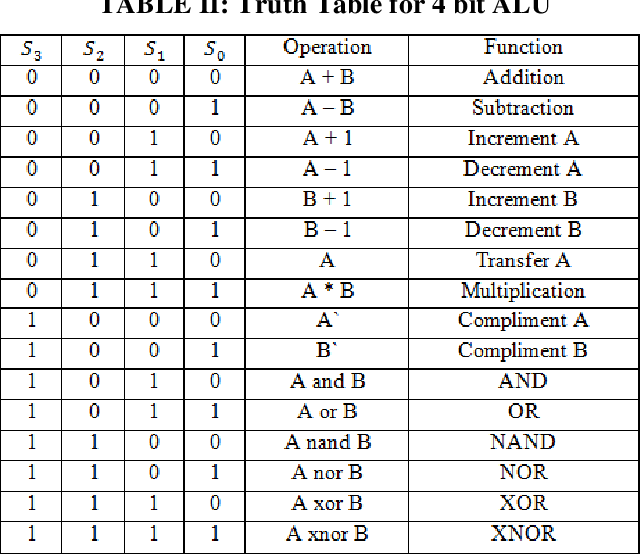 TABLE II: Truth Table for 4 bit ALU
S3 S2 S1 S0 Operation Function
0 0 0 0 A + B Addition
0 0 0 1 A – B Subtraction
0 0 1 0 A + 1 Increment A
0 0 1 1 A – 1 Decrement A
0 1 0 0 B + 1 Increment B
0 1 0 1 B – 1 Decrement B
0 1 1 0 A Transfer A
0 1 1 1 A * B Multiplication
1 0 0 0 A` Compliment A
1 0 0 1 B` Compliment B
1 0 1 0 A and B AND
1 0 1 1 A or B OR
1 1 0 0 A nand B NAND
1 1 0 1 A nor B NOR
1 1 1 0 A xor B XOR
1 1 1 1 A xnor B XNOR